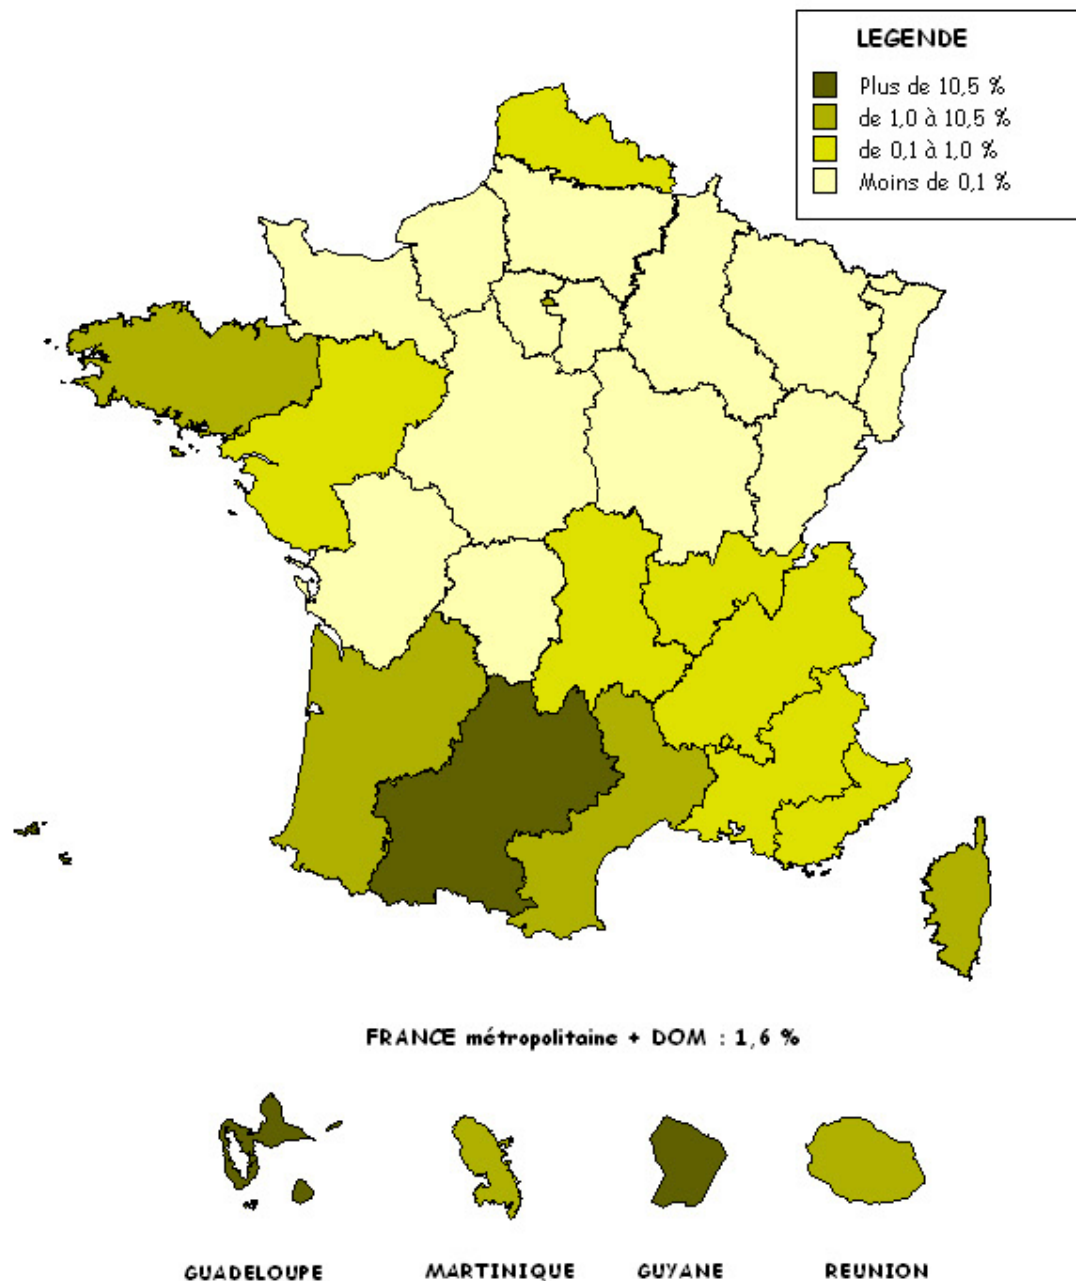 LEGENDE
Plus de 10,5 %
de 1,0 à 10,5 %
de 0,1 à 1,0 %
Moins de 0,1 %
FRANCE métropolitaine + DOM : 1,6 %
GUADELOUPE MARTINIQUE GUYANE REUNION